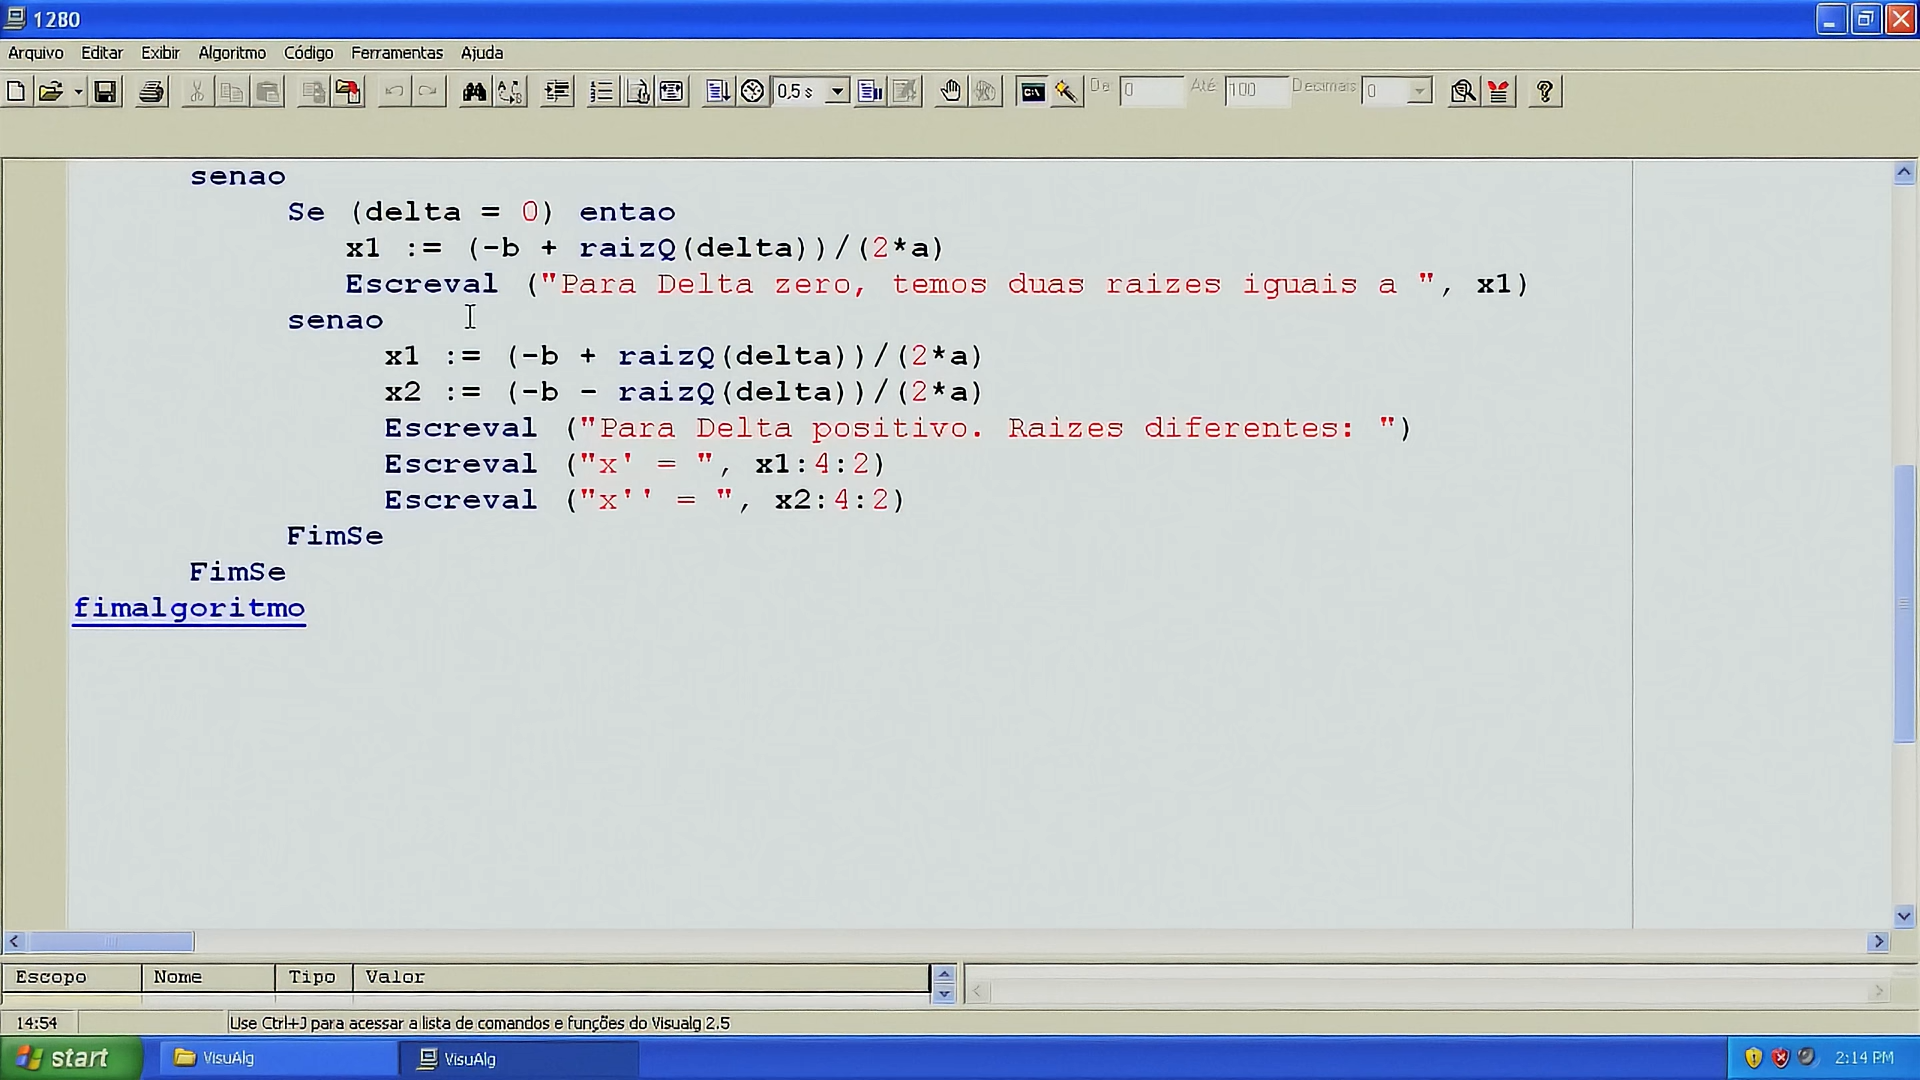 1280
Arquivo Editar Exibir Algoritmo Código Ferramentas Ajuda
0,5 s De 0 Até 100 Decimais 0
senao
Se (delta = 0) entao
x1 := (-b + raizQ(delta))/(2*a)
Escreval ("Para Delta zero, temos duas raizes iguais a ", x1)
senao
x1 := (-b + raizQ(delta))/(2*a)
x2 := (-b - raizQ(delta))/(2*a)
Escreval ("Para Delta positivo. Raizes diferentes: ")
Escreval ("x' = ", x1:4:2)
Escreval ("x'' = ", x2:4:2)
FimSe
FimSe
fimalgoritmo
Escopo Nome Tipo Valor
14:54 Use Ctrl+J para acessar a lista de comandos e funções do Visualg 2.5
start VisuAlg VisuAlg 2:14 PM